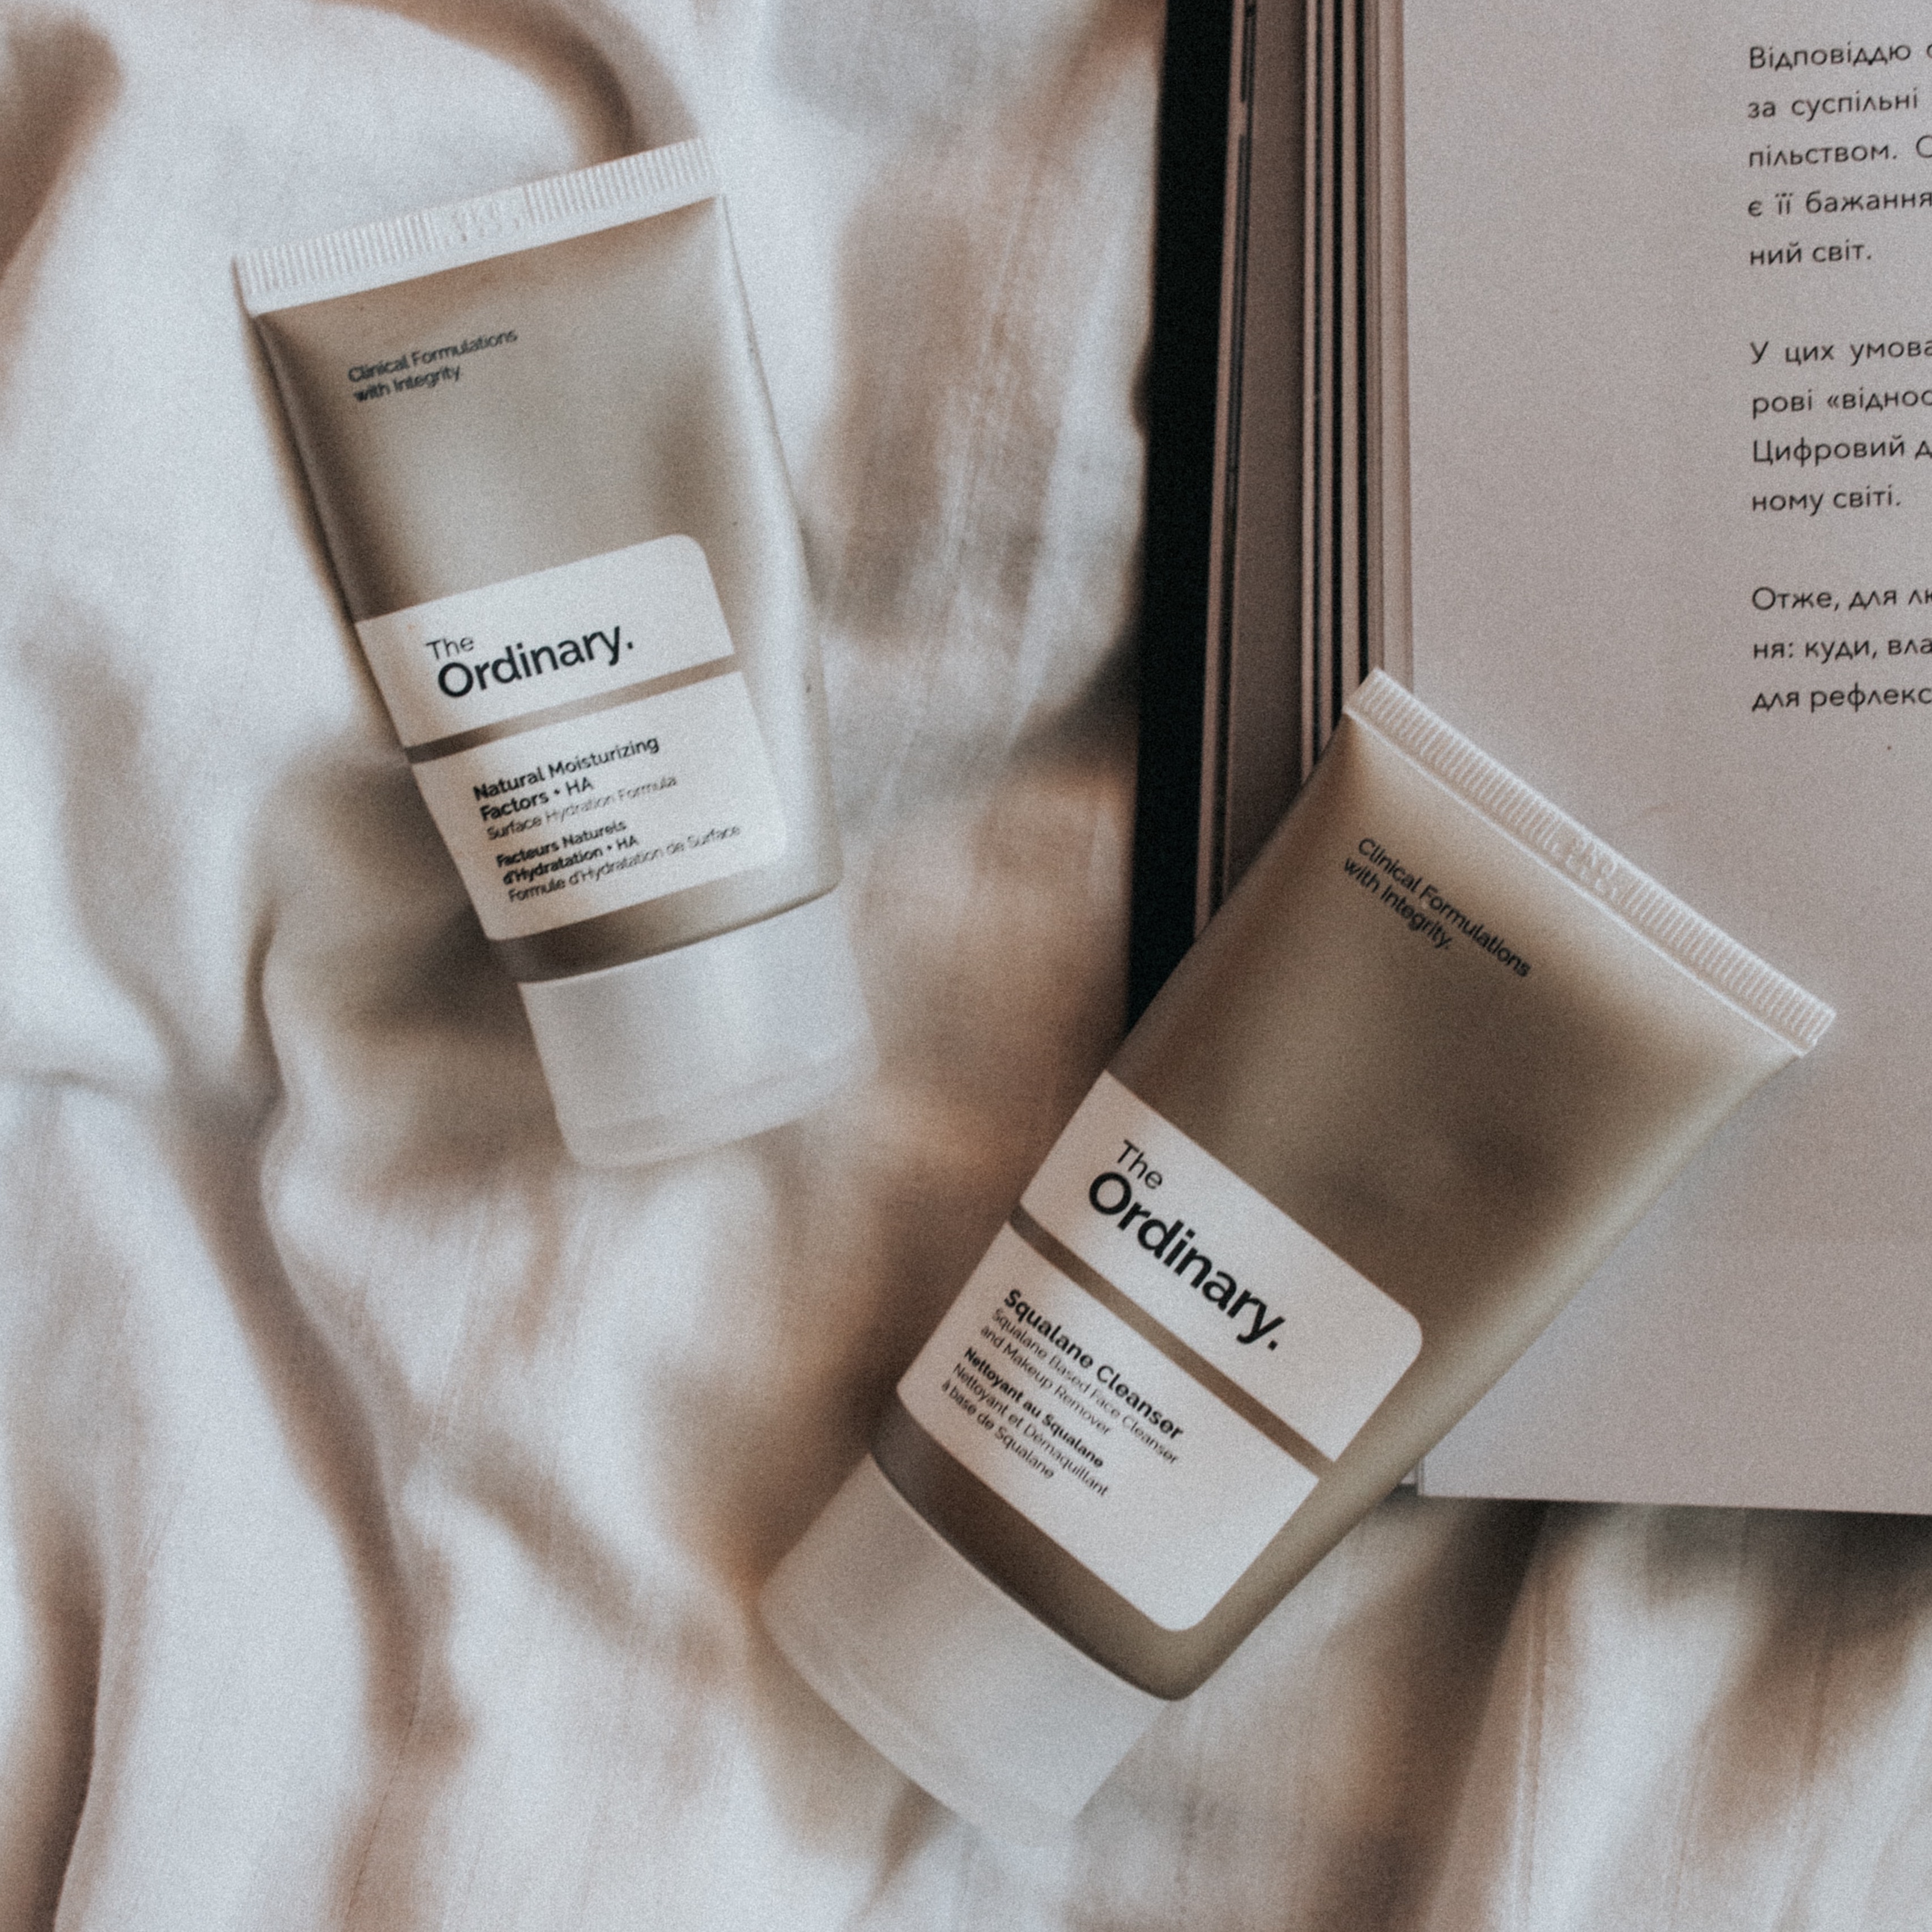 Clinical Formulations
with Integrity.
The
Ordinary.
Natural Moisturizing
Factors + HA
Surface Hydration Formula
Facteurs Naturels
d'Hydratation + HA
Formule d'Hydratation de Surface
Clinical Formulations
with Integrity.
The
Ordinary.
Squalane Cleanser
Squalane Based Face Cleanser
and Makeup Remover
Nettoyant au Squalane
Nettoyant et Démaquillant
à base de Squalane
Відповіддю
за суспільні
пільством.
є її бажання
ний світ.
У цих
рові
Цифровий
ному світі.
Отже, для
ня: куди,
для